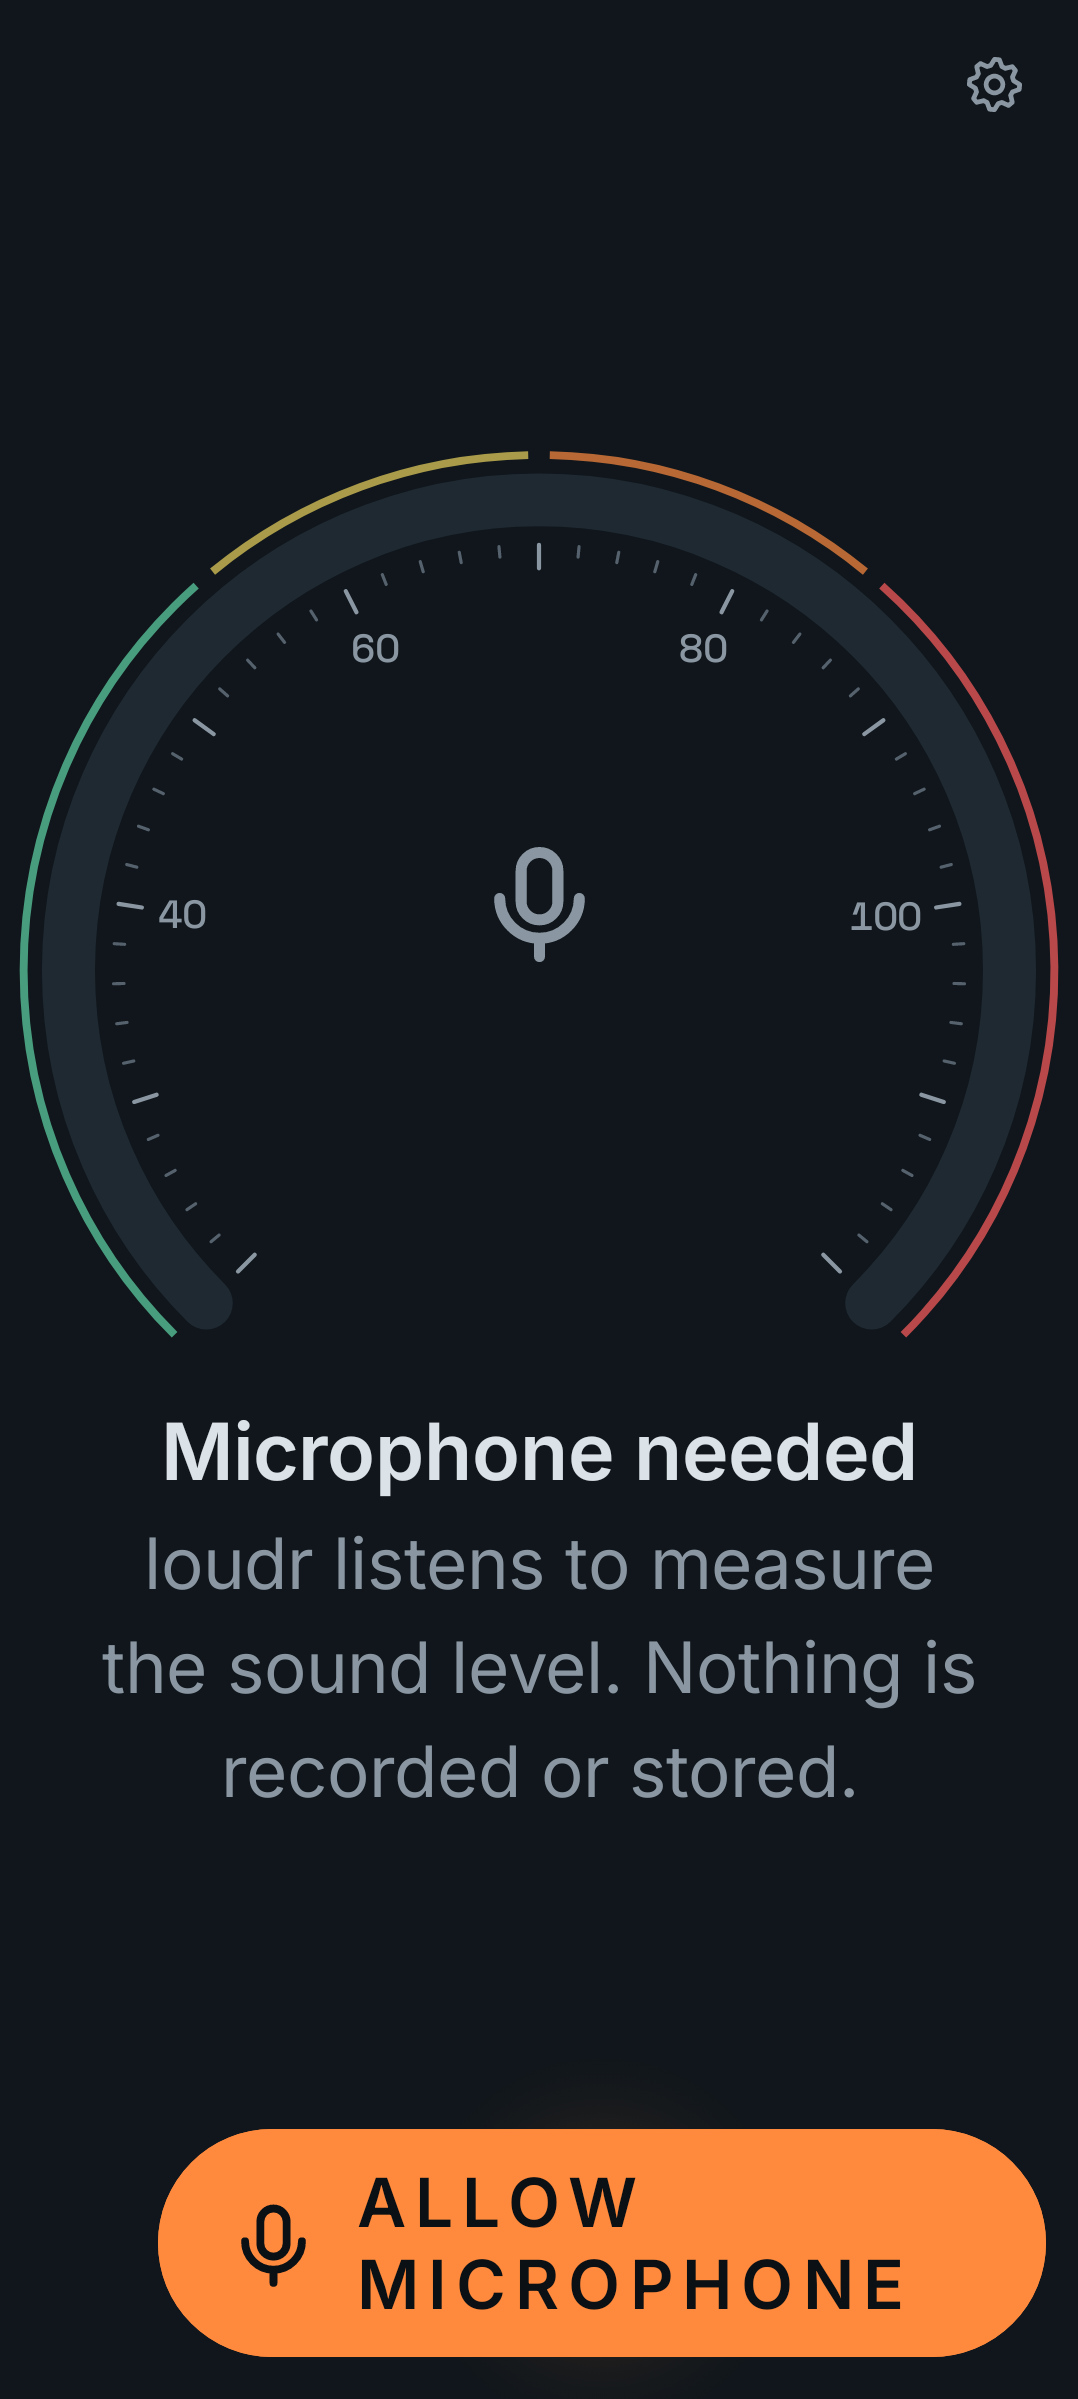 60
80
40
100
Microphone needed
loudr listens to measure
the sound level. Nothing is
recorded or stored.
ALLOW
MICROPHONE